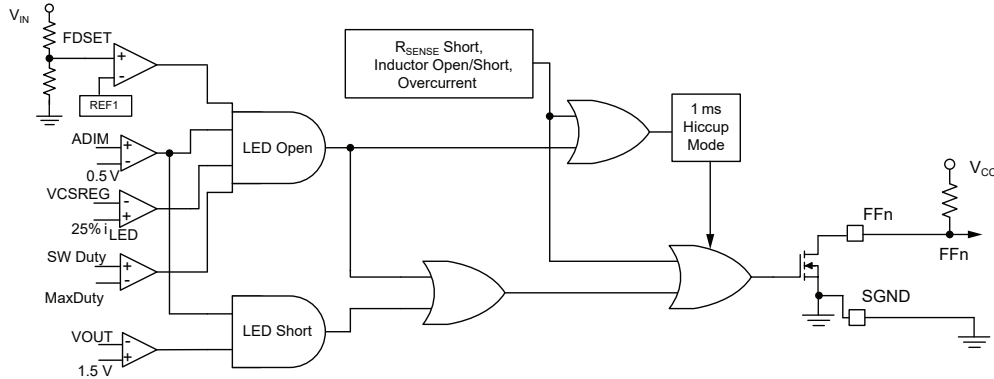 V_IN
FDSET
+
-
REF1
R_SENSE Short,
Inductor Open/Short,
Overcurrent
1 ms
Hiccup
Mode
ADIM
+
-
0.5 V
LED Open
VCSREG
-
+
25% i_LED
SW Duty
+
-
MaxDuty
V_CC
FFn
FFn
SGND
LED Short
VOUT
-
+
1.5 V